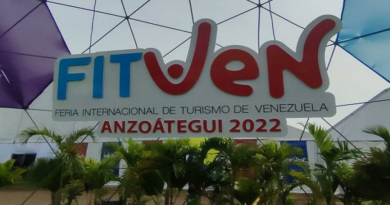 FITVeN
FERIA INTERNACIONAL DE TURISMO DE VENEZUELA
ANZOÁTEGUI 2022